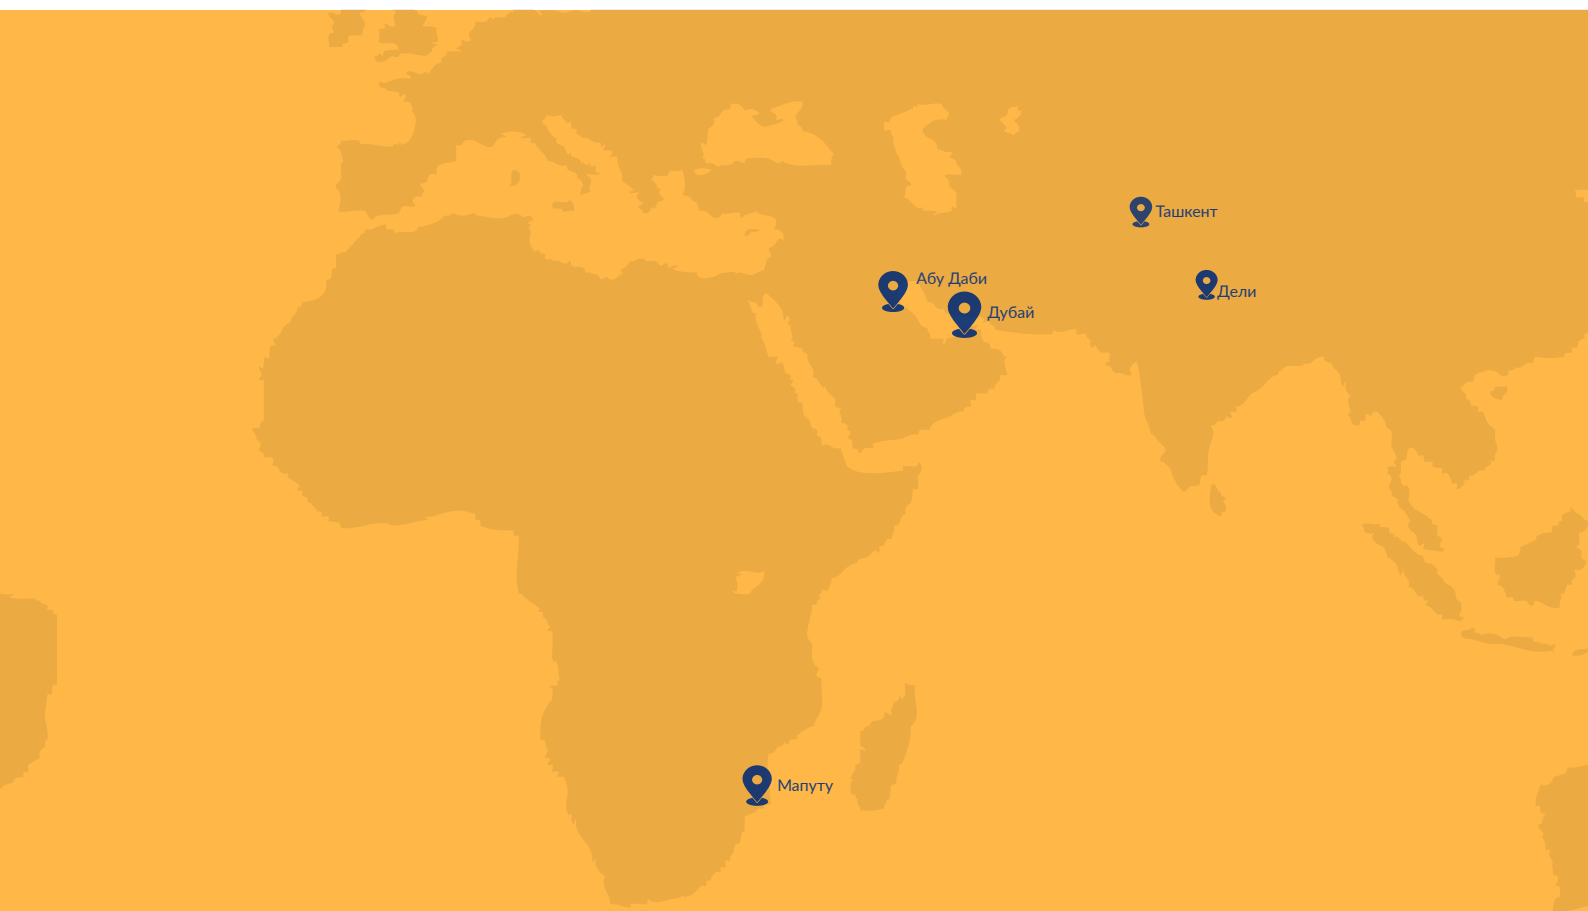 Ташкент
Абу Даби
Дели
Дубай
Мапуту